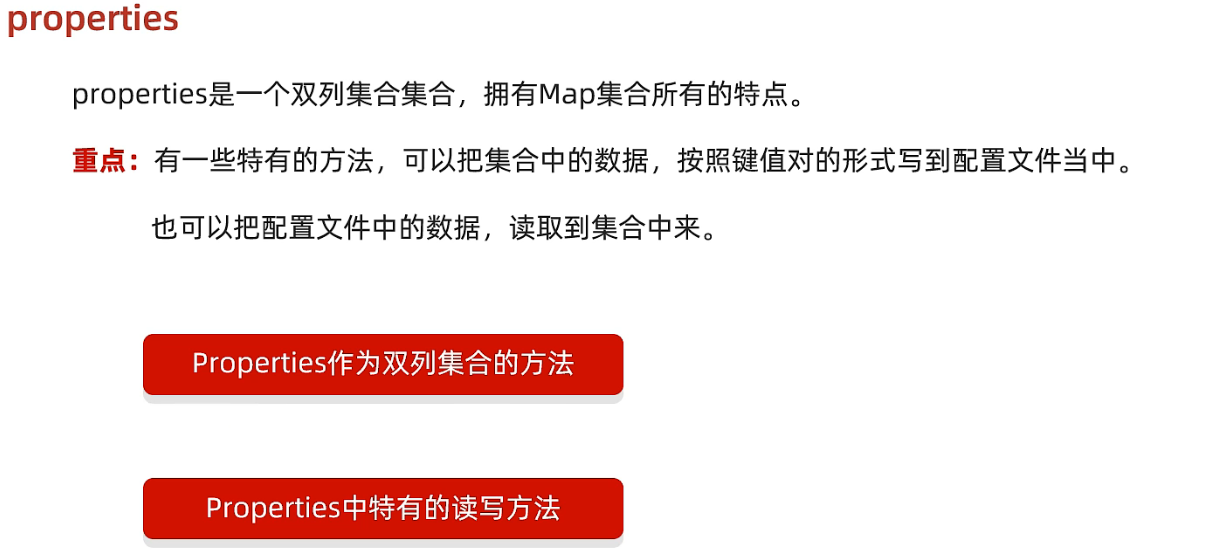 properties
properties是一个双列集合集合，拥有Map集合所有的特点。
重点：有一些特有的方法，可以把集合中的数据，按照键值对的形式写到配置文件当中。
也可以把配置文件中的数据，读取到集合中来。
Properties作为双列集合的方法
Properties中特有的读写方法